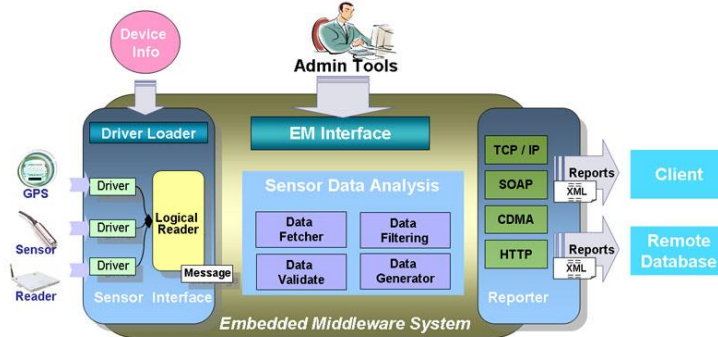 Device
Info
Admin Tools
Driver Loader
EM Interface
GPS
Sensor
Reader
Driver
Driver
Driver
Logical
Reader
Message
Sensor Interface
Sensor Data Analysis
Data
Fetcher
Data
Filtering
Data
Validate
Data
Generator
TCP / IP
SOAP
CDMA
HTTP
Reporter
Reports
XML
Reports
XML
Client
Remote
Database
Embedded Middleware System